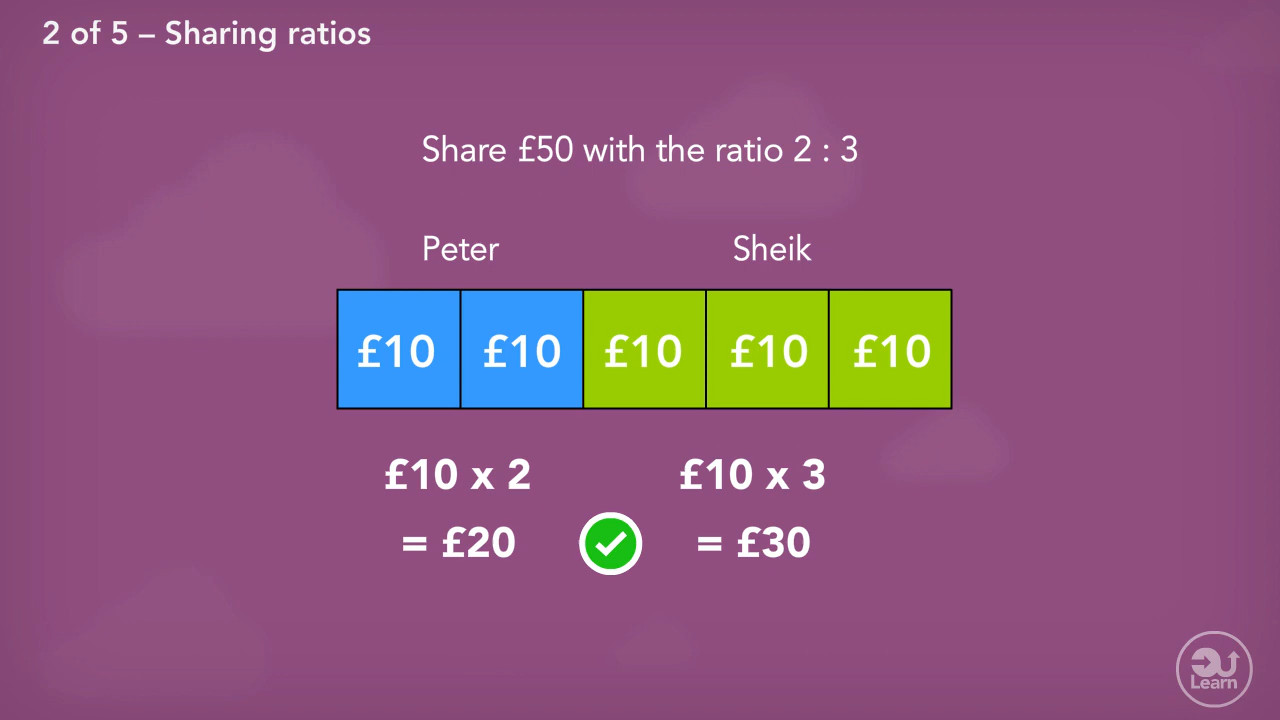 2 of 5 – Sharing ratios
Share £50 with the ratio 2 : 3
Peter Sheik
£10 £10 £10 £10 £10
£10 x 2 £10 x 3
= £20 = £30
Learn